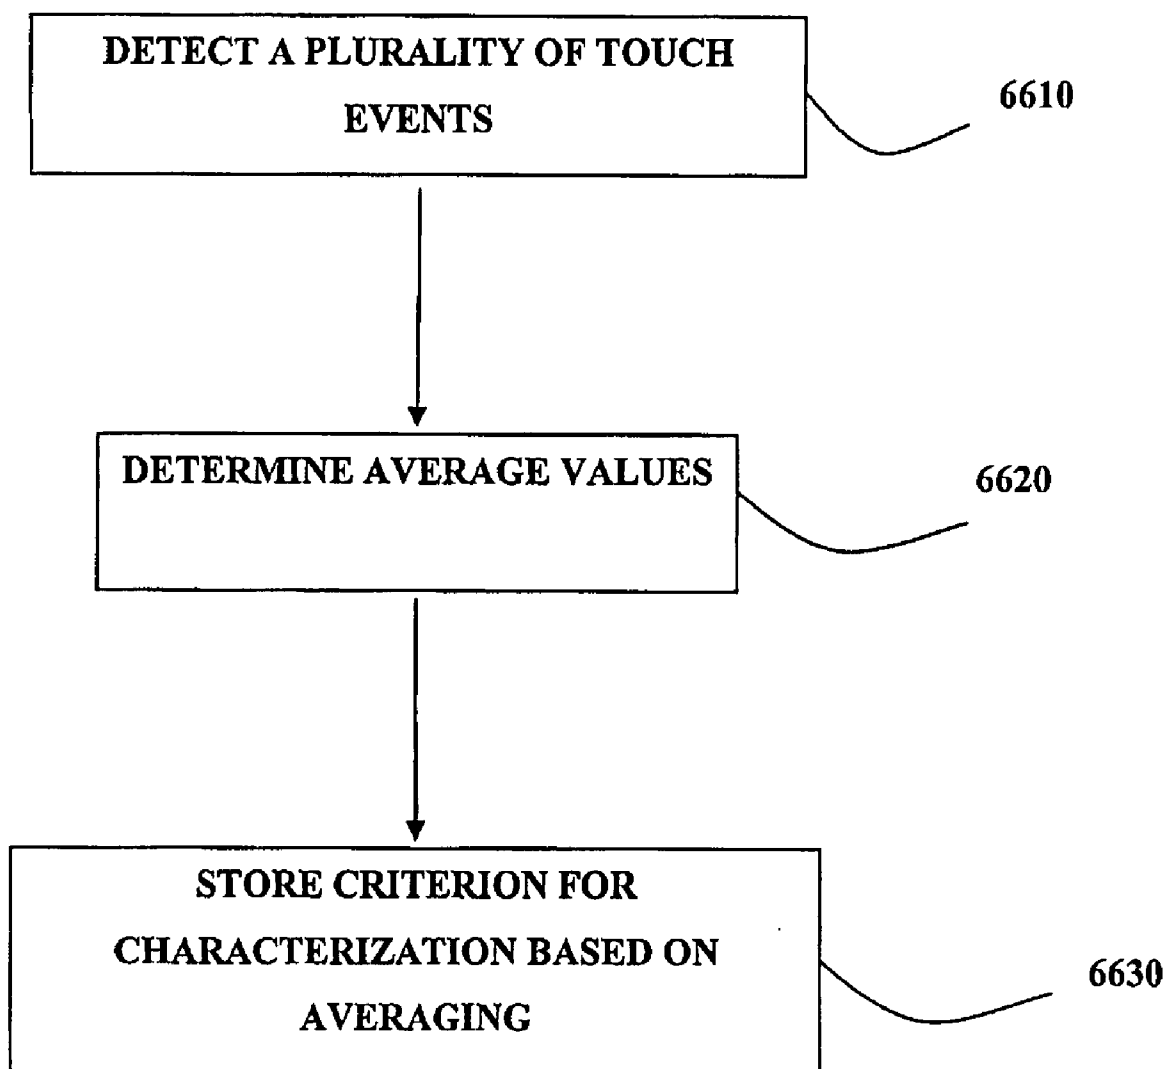 DETECT A PLURALITY OF TOUCH
EVENTS
6610
DETERMINE AVERAGE VALUES
6620
STORE CRITERION FOR
CHARACTERIZATION BASED ON
AVERAGING
6630